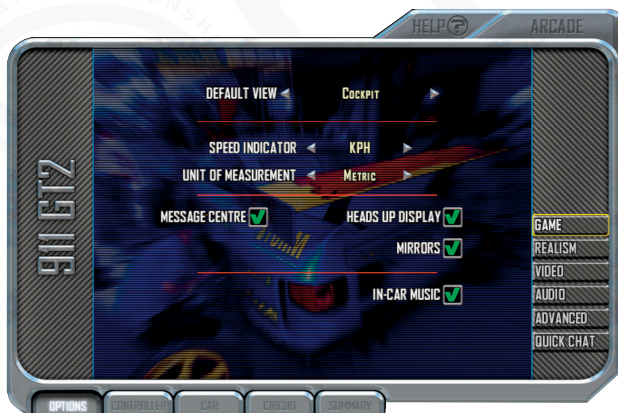 HELP? ARCADE
DEFAULT VIEW COCKPIT
SPEED INDICATOR KPH
UNIT OF MEASUREMENT METRIC
MESSAGE CENTRE HEADS UP DISPLAY
MIRRORS
IN-CAR MUSIC
911 GT2
GAME
REALISM
VIDEO
AUDIO
ADVANCED
QUICK CHAT
OPTIONS CONTROLLER CAR CIRCUIT SUMMARY